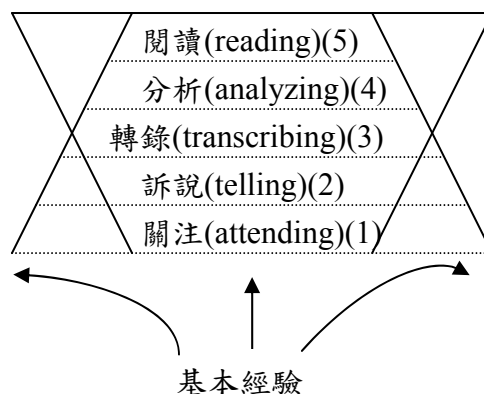 閱讀(reading)(5)
分析(analyzing)(4)
轉錄(transcribing)(3)
訴說(telling)(2)
關注(attending)(1)
基本經驗